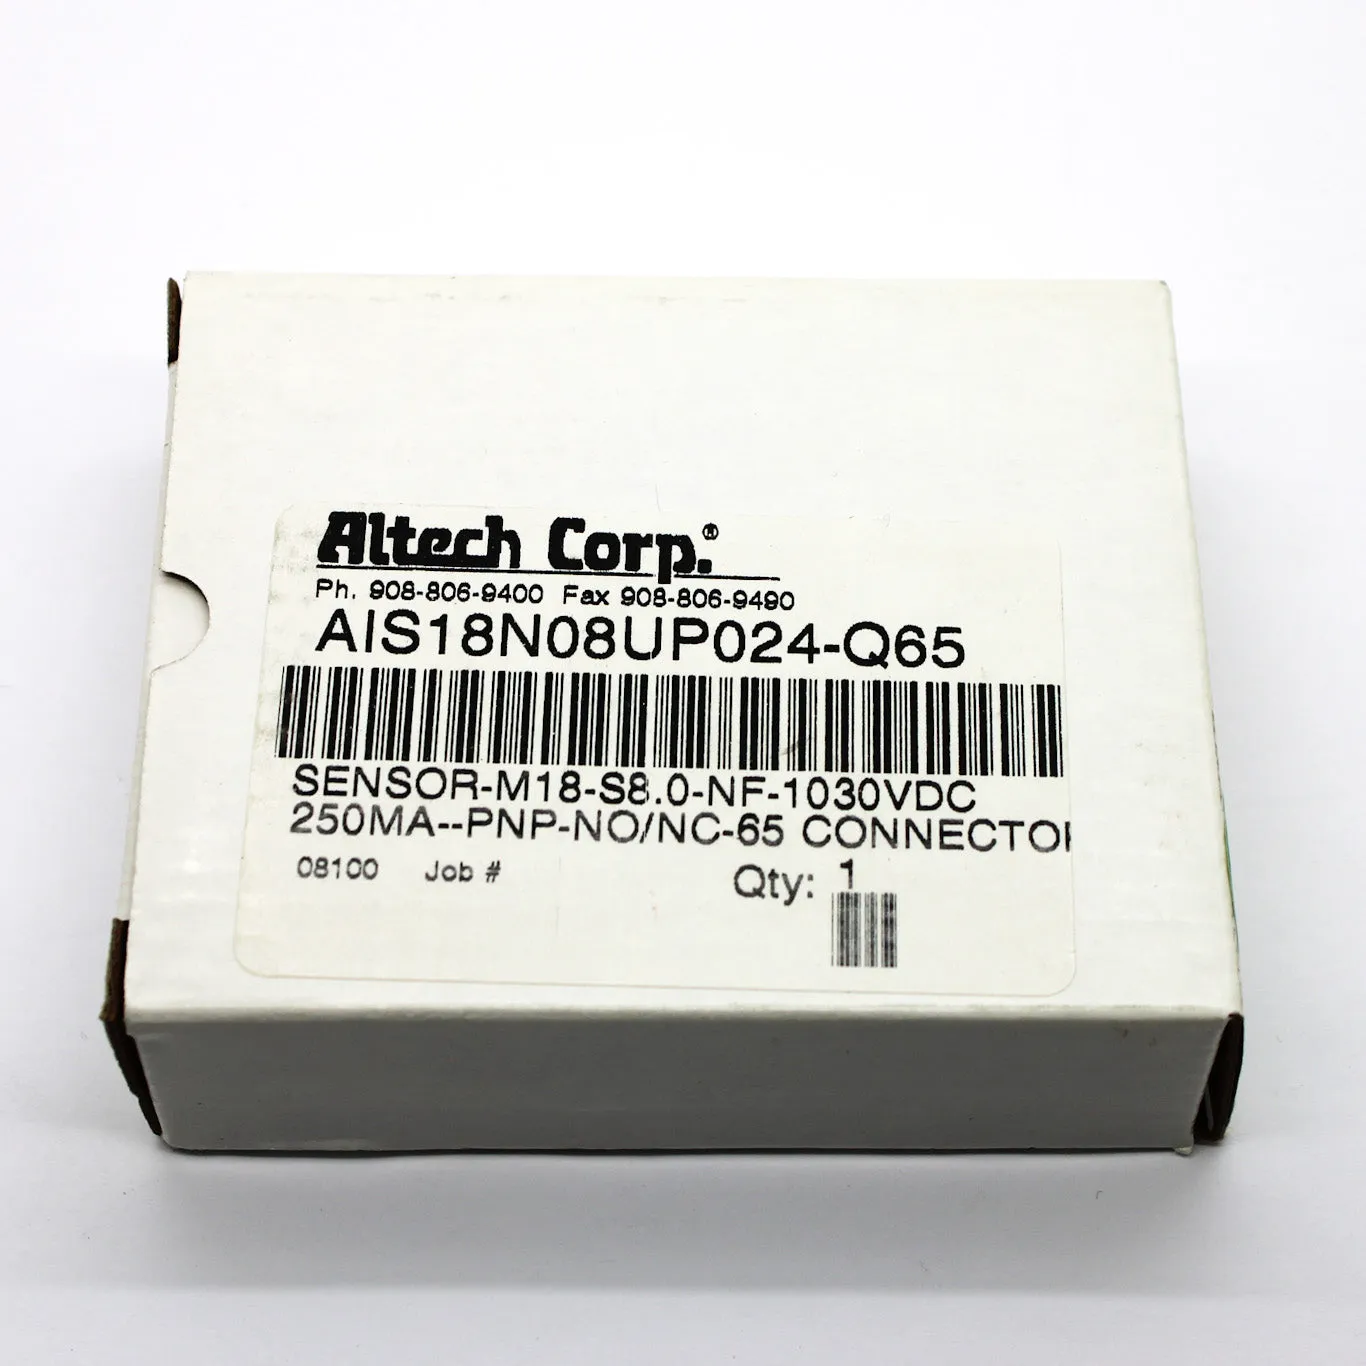 Altech Corp.®
Ph. 908-806-9400 Fax 908-806-9490
AIS18N08UP024-Q65
SENSOR-M18-S8.0-NF-1030VDC
250MA--PNP-NO/NC-65 CONNECTO
08100 Job # Qty: 1